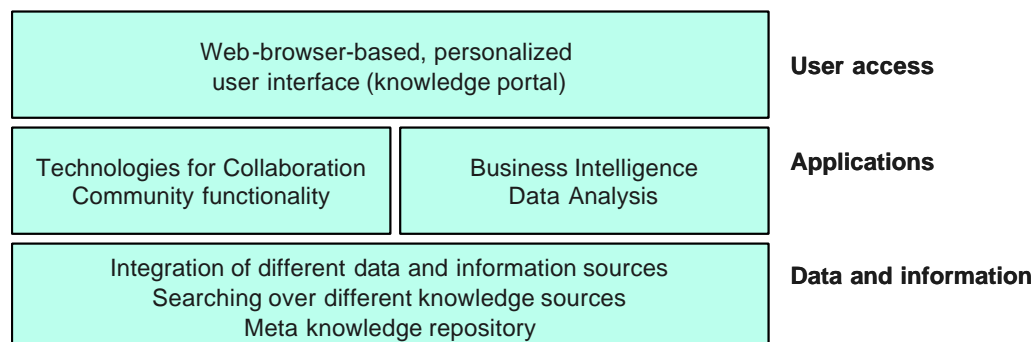 Web-browser-based, personalized
user interface (knowledge portal)
User access
Technologies for Collaboration
Community functionality
Business Intelligence
Data Analysis
Applications
Integration of different data and information sources
Searching over different knowledge sources
Meta knowledge repository
Data and information